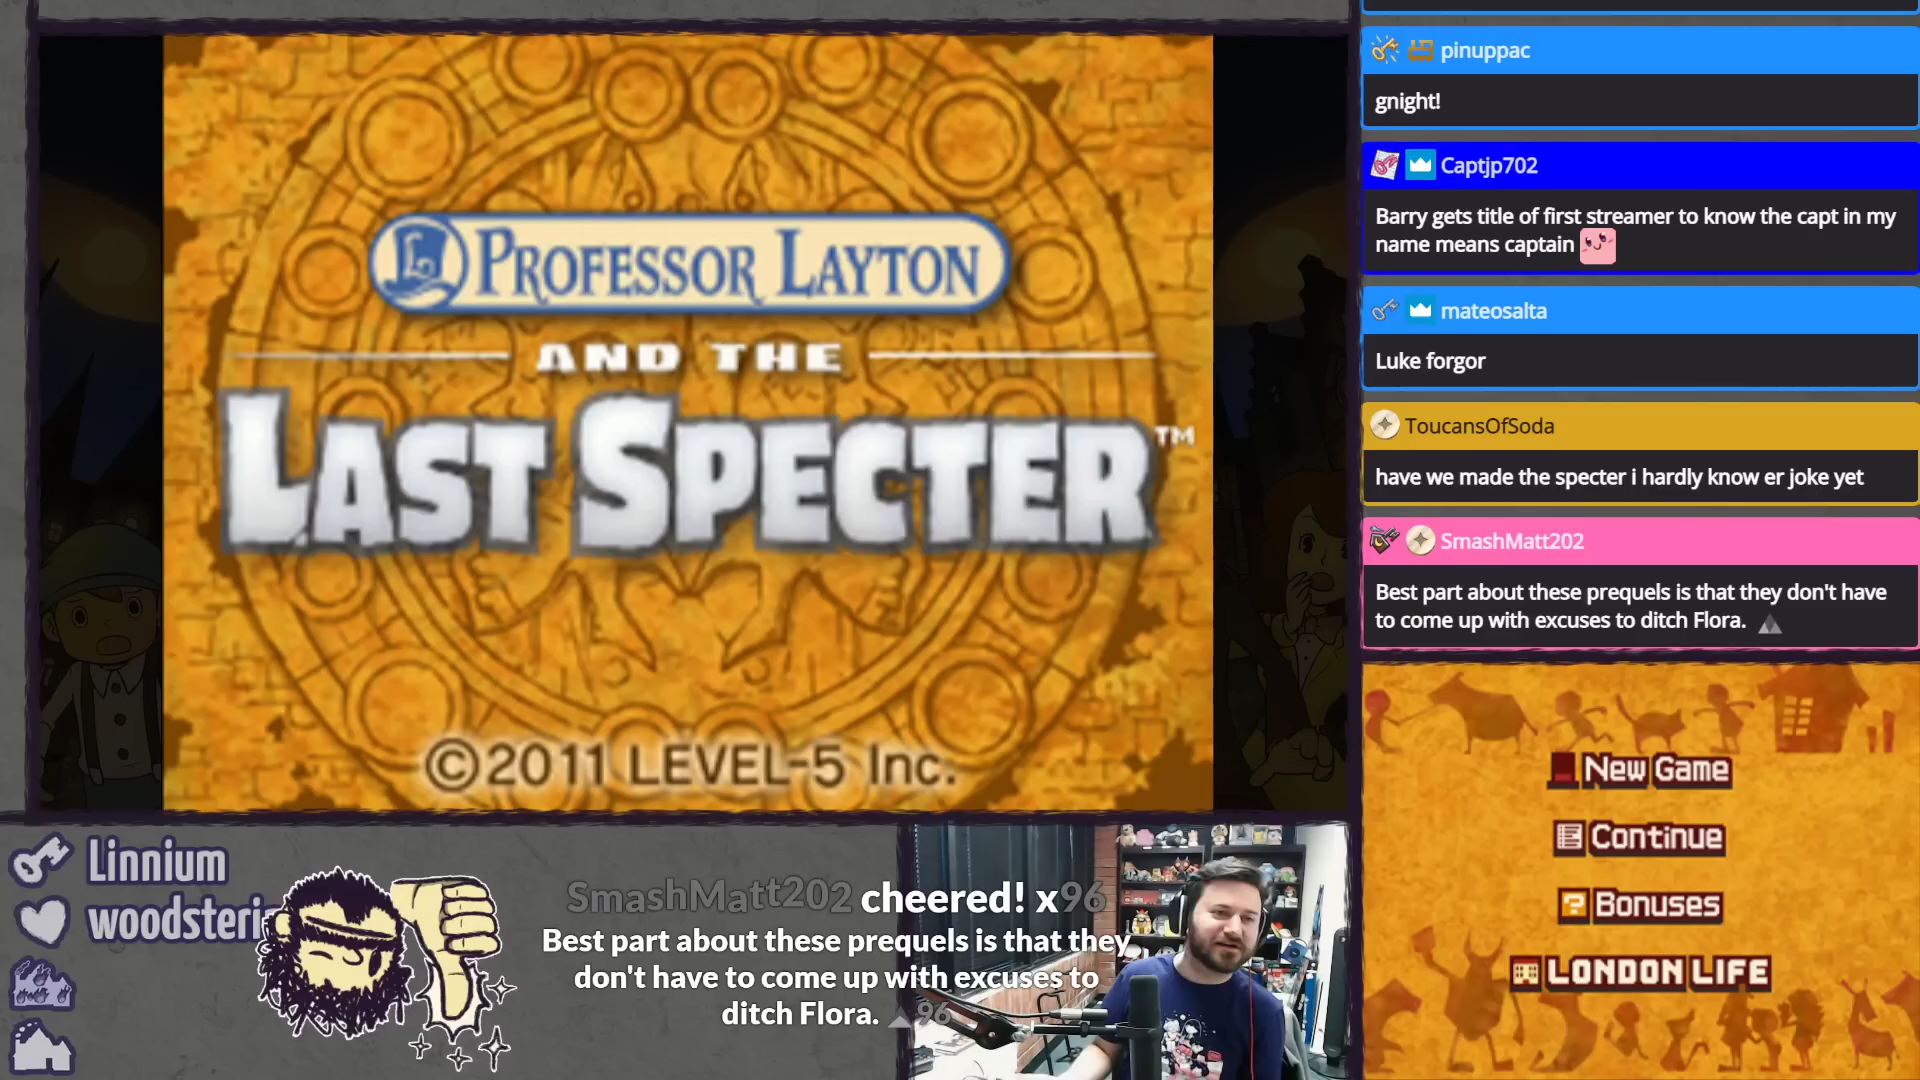 PROFESSOR LAYTON
AND THE
LAST SPECTER™
©2011 LEVEL-5 Inc.
pinuppac
gnight!
Captjp702
Barry gets title of first streamer to know the capt in my
name means captain
mateosalta
Luke forgor
ToucansOfSoda
have we made the specter i hardly know er joke yet
SmashMatt202
Best part about these prequels is that they don't have
to come up with excuses to ditch Flora.
New Game
Continue
Bonuses
LONDON LIFE
Linnium
woodsteri
SmashMatt202 cheered! x96
Best part about these prequels is that they
don't have to come up with excuses to
ditch Flora. 96